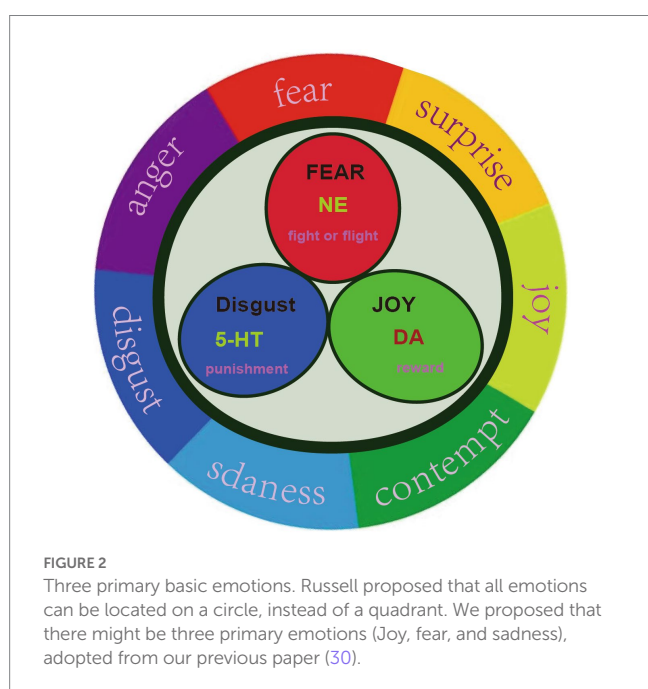 fear
surprise
anger
joy
disgust
contempt
sdaness
FEAR
NE
fight or flight
Disgust
5-HT
punishment
JOY
DA
reward
FIGURE 2
Three primary basic emotions. Russell proposed that all emotions
can be located on a circle, instead of a quadrant. We proposed that
there might be three primary emotions (Joy, fear, and sadness),
adopted from our previous paper (30).